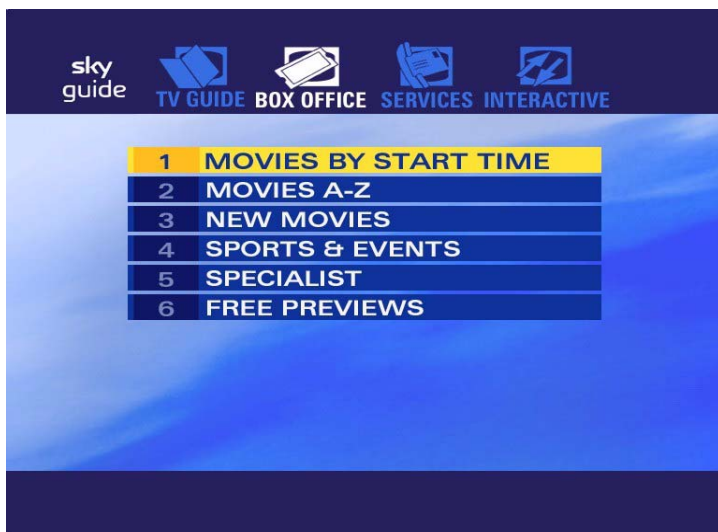 sky
guide
TV GUIDE BOX OFFICE SERVICES INTERACTIVE
1 MOVIES BY START TIME
2 MOVIES A-Z
3 NEW MOVIES
4 SPORTS & EVENTS
5 SPECIALIST
6 FREE PREVIEWS